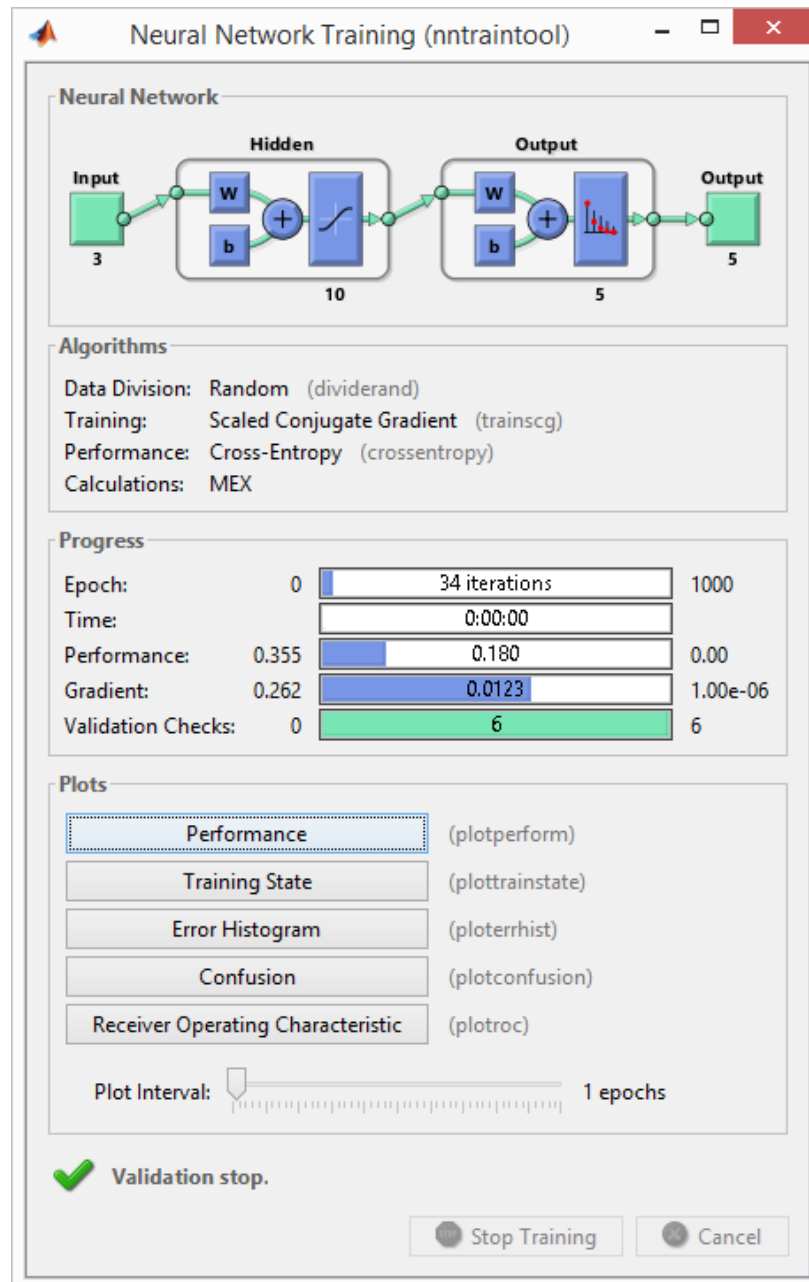 Neural Network Training (nntraintool)
Neural Network
Hidden
Output
Input
Output
W
W
b
b
3
5
10
5
Algorithms
Data Division: Random (dividerand)
Training: Scaled Conjugate Gradient (trainscg)
Performance: Cross-Entropy (crossentropy)
Calculations: MEX
Progress
Epoch: 0 34 iterations 1000
Time: 0:00:00
Performance: 0.355 0.180 0.00
Gradient: 0.262 0.0123 1.00e-06
Validation Checks: 0 6 6
Plots
Performance (plotperform)
Training State (plottrainstate)
Error Histogram (ploterrhist)
Confusion (plotconfusion)
Receiver Operating Characteristic (plotroc)
Plot Interval: 1 epochs
Validation stop.
Stop Training Cancel